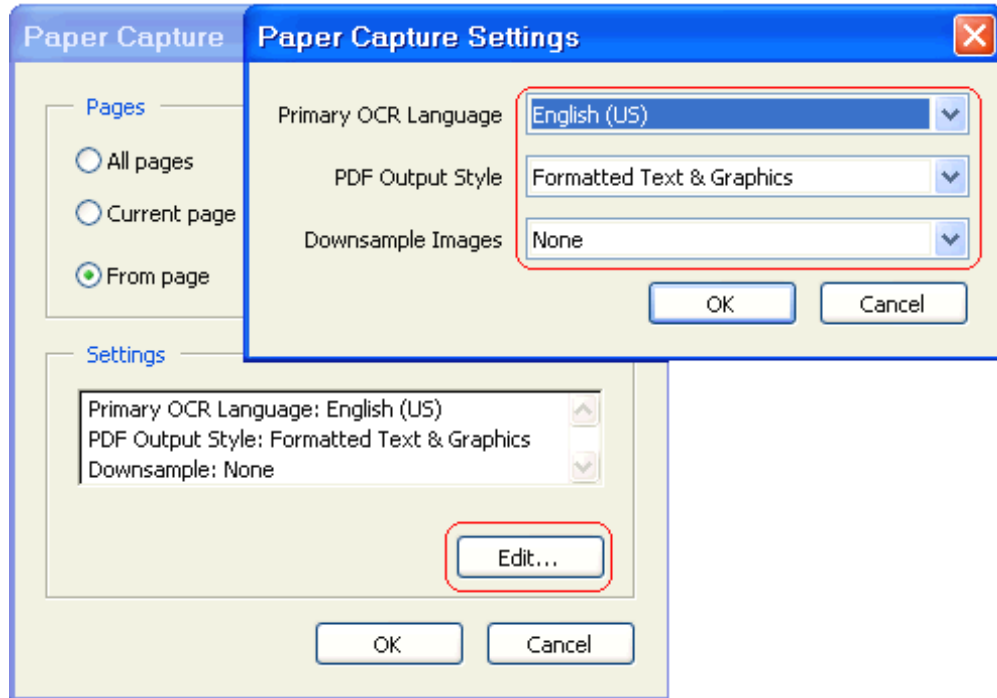 Paper Capture
Paper Capture Settings
Pages
All pages
Current page
From page
Primary OCR Language English (US)
PDF Output Style Formatted Text & Graphics
Downsample Images None
OK Cancel
Settings
Primary OCR Language: English (US)
PDF Output Style: Formatted Text & Graphics
Downsample: None
Edit...
OK Cancel